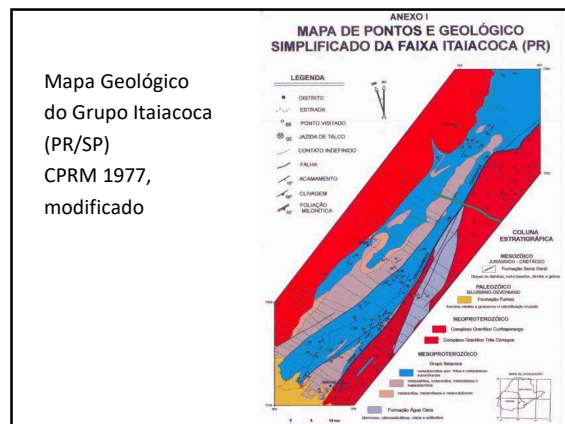 Mapa Geológico
do Grupo Itaiacoca
(PR/SP)
CPRM 1977,
modificado
ANEXO I
MAPA DE PONTOS E GEOLÓGICO
SIMPLIFICADO DA FAIXA ITAIACOCA (PR)
LEGENDA
DISTRITO
ESTRADA
PONTO VISITADO
JAZIDA DE TALCO
CONTATO INDEFINIDO
FALHA
ACAMAMENTO
CLIVAGEM
FOLIAÇÃO
MILONÍTICA
COLUNA
ESTRATIGRÁFICA
MESOZÓICO
JURÁSSICO - CRETÁCEO
Formação Serra Geral
PALEOZÓICO
SILURIANO-DEVONIANO
Formação Furnas
NEOPROTEROZÓICO
Complexo Granítico Cunhaporanga
Complexo Granítico Três Córregos
MESOPROTEROZÓICO
Grupo Itaiacoca
Formação Água Clara
MAPA DE LOCALIZAÇÃO